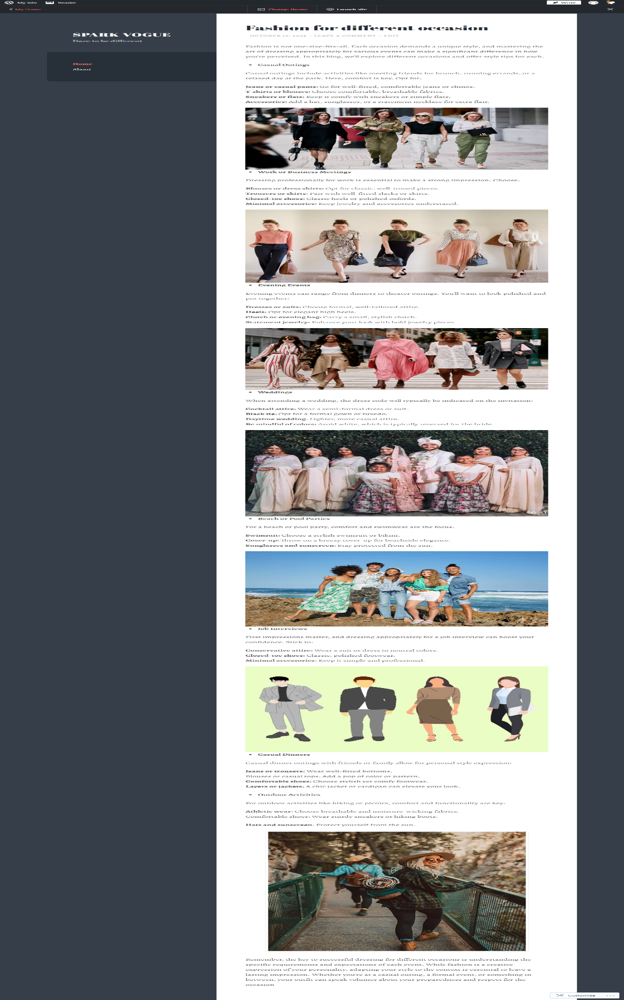 My Site
Reader
Write
My Home
Change theme
Launch site
SPARK VOGUE
Dare to be different
Home
About
Fashion for different occasion
OCTOBER 17, 2022 / LEAVE A COMMENT / EDIT
Fashion is not one-size-fits-all. Each occasion demands a unique style, and mastering the
art of dressing appropriately for various events can make a significant difference in how
you're perceived. In this blog, we'll explore different occasions and offer style tips for each.
• Casual Outings
Casual outings include activities like meeting friends for brunch, running errands, or a
relaxed day at the park. Here, comfort is key. Opt for:
Jeans or casual pants: Go for well-fitted, comfortable jeans or chinos.
T-shirts or blouses: Choose comfortable, breathable fabrics.
Sneakers or flats: Keep it comfy with sneakers or simple flats.
Accessories: Add a hat, sunglasses, or a statement necklace for extra flair.
• Work or Business Meetings
Dressing professionally for work is essential to make a strong impression. Choose:
Blouses or dress shirts: Opt for classic, well-ironed pieces.
Trousers or skirts: Pair with well-fitted slacks or skirts.
Closed-toe shoes: Classic heels or polished oxfords.
Minimal accessories: Keep jewelry and accessories understated.
• Evening Events
Evening events can range from dinners to theater outings. You'll want to look polished and
put together:
Dresses or suits: Choose formal, well-tailored attire.
Heels: Opt for elegant high heels.
Clutch or evening bag: Carry a small, stylish clutch.
Statement jewelry: Enhance your look with bold jewelry pieces
• Weddings
When attending a wedding, the dress code will typically be indicated on the invitation:
Cocktail attire: Wear a semi-formal dress or suit.
Black tie: Opt for a formal gown or tuxedo.
Daytime wedding: Lighter, more casual attire.
Be mindful of colors: Avoid white, which is typically reserved for the bride
• Beach or Pool Parties
For a beach or pool party, comfort and swimwear are the focus.
Swimsuit: Choose a stylish swimsuit or bikini.
Cover-up: Throw on a breezy cover-up for beachside elegance.
Sunglasses and sunscreen: Stay protected from the sun.
• Job Interviews
First impressions matter, and dressing appropriately for a job interview can boost your
confidence. Stick to:
Conservative attire: Wear a suit or dress in neutral colors.
Closed-toe shoes: Classic, polished footwear.
Minimal accessories: Keep it simple and professional.
• Casual Dinners
Casual dinner outings with friends or family allow for personal style expression:
Jeans or trousers: Wear well-fitted bottoms.
Blouses or casual tops: Add a pop of color or pattern.
Comfortable shoes: Choose stylish yet comfy footwear.
Layers or jackets: A chic jacket or cardigan can elevate your look.
• Outdoor Activities
For outdoor activities like hiking or picnics, comfort and functionality are key:
Athletic wear: Choose breathable and moisture-wicking fabrics.
Comfortable shoes: Wear sturdy sneakers or hiking boots.
Hats and sunscreen: Protect yourself from the sun.
Remember, the key to successful dressing for different occasions is understanding the
specific requirements and expectations of each event. While fashion is a creative
expression of your personality, adapting your style to the context is essential to leave a
lasting impression. Whether you're at a casual outing, a formal event, or something in
between, your outfit can speak volumes about your preparedness and respect for the
occasion
Customize